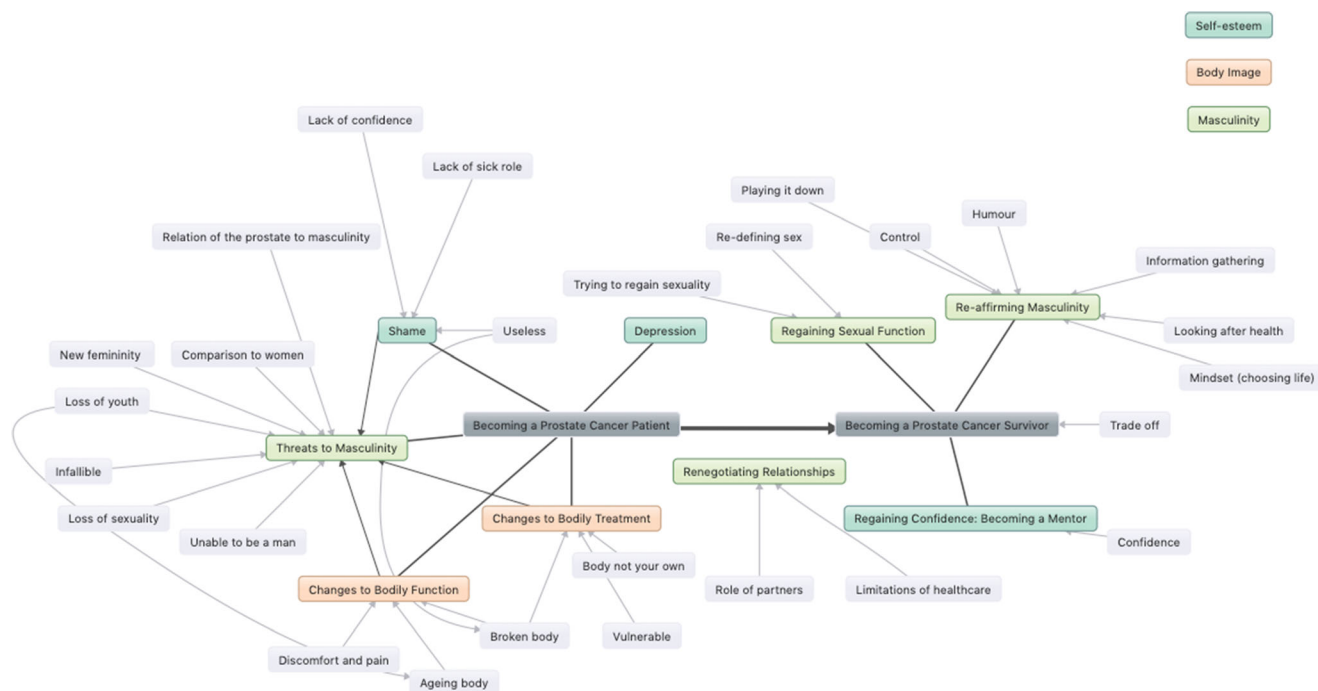 Self-esteem
Body Image
Masculinity
Lack of confidence
Lack of sick role
Playing it down
Humour
Relation of the prostate to masculinity
Re-defining sex
Control
Information gathering
Trying to regain sexuality
Re-affirming Masculinity
Shame
Useless
Depression
Regaining Sexual Function
Looking after health
New femininity
Comparison to women
Mindset (choosing life)
Loss of youth
Becoming a Prostate Cancer Patient
Becoming a Prostate Cancer Survivor
Trade off
Threats to Masculinity
Infallible
Renegotiating Relationships
Loss of sexuality
Changes to Bodily Treatment
Regaining Confidence: Becoming a Mentor
Unable to be a man
Confidence
Body not your own
Changes to Bodily Function
Role of partners
Limitations of healthcare
Broken body
Vulnerable
Discomfort and pain
Ageing body